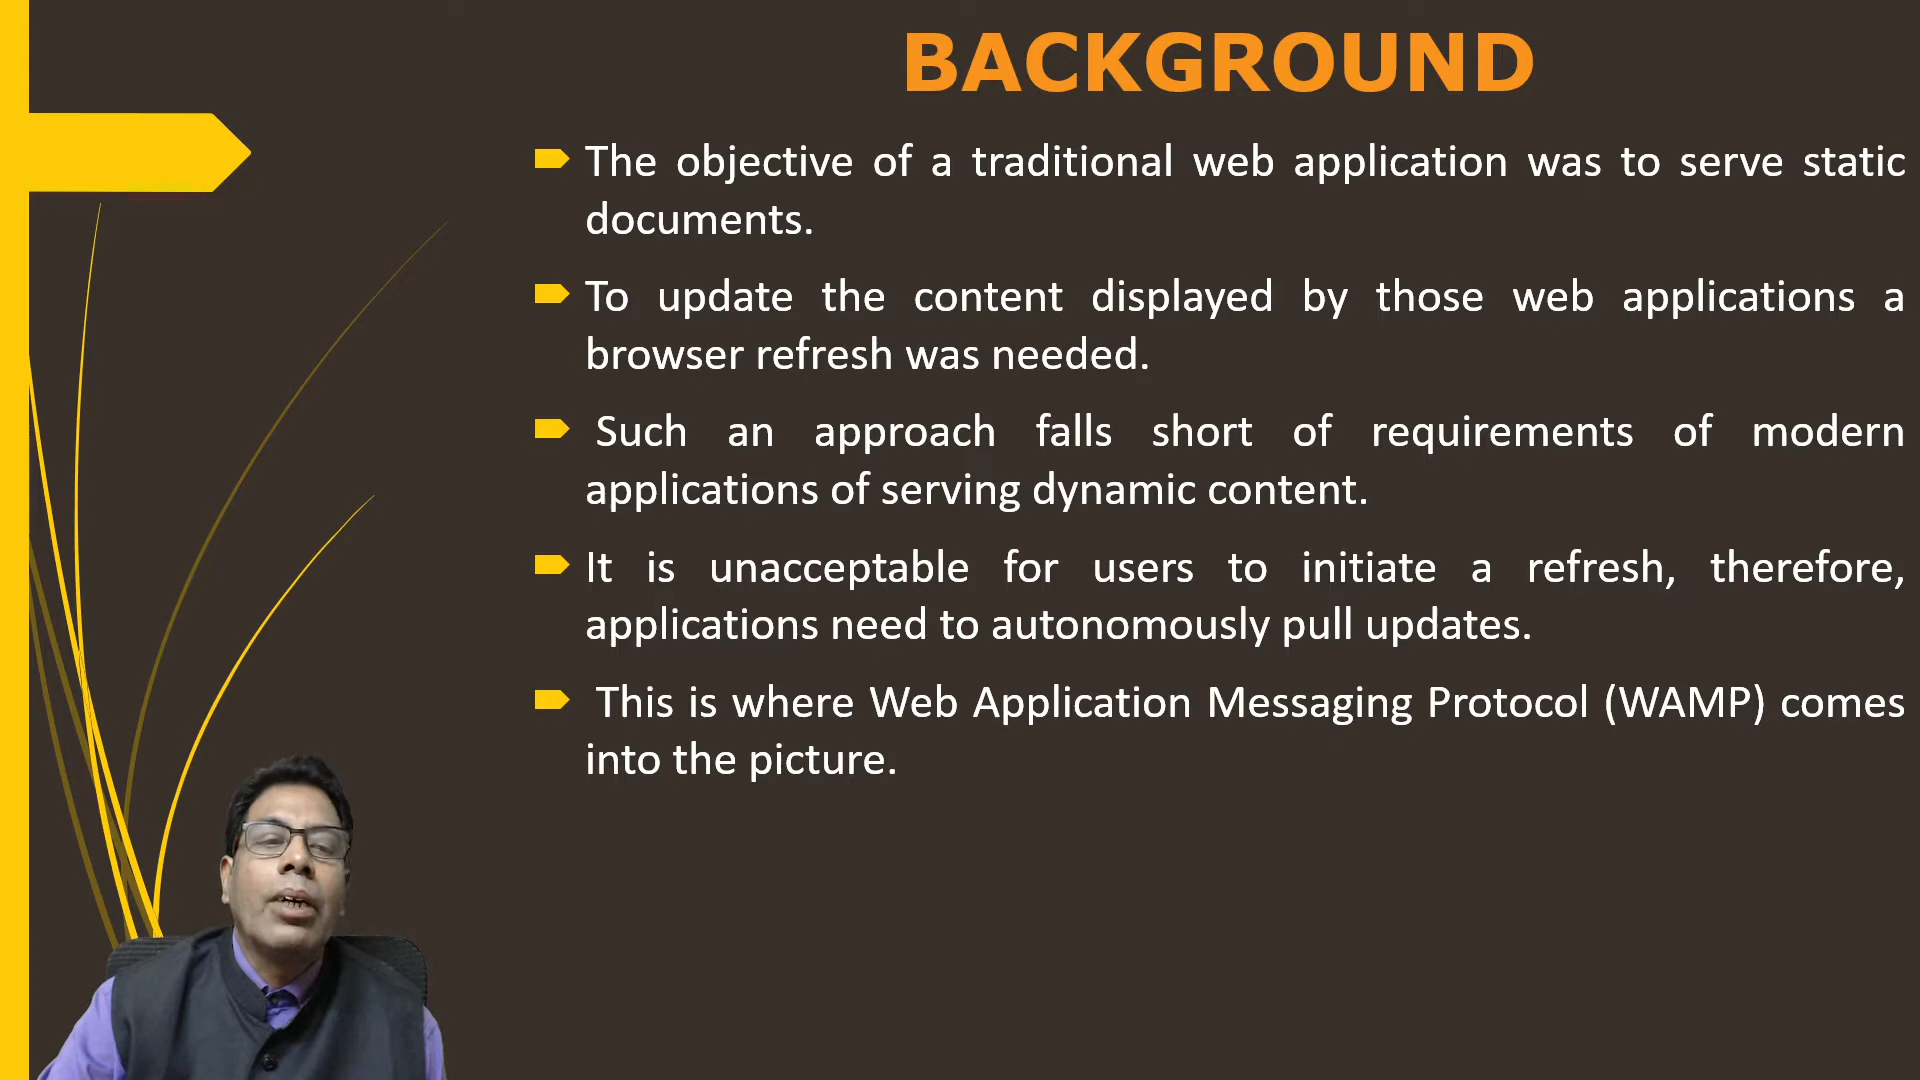 BACKGROUND
The objective of a traditional web application was to serve static
documents.
To update the content displayed by those web applications a
browser refresh was needed.
Such an approach falls short of requirements of modern
applications of serving dynamic content.
It is unacceptable for users to initiate a refresh, therefore,
applications need to autonomously pull updates.
This is where Web Application Messaging Protocol (WAMP) comes
into the picture.